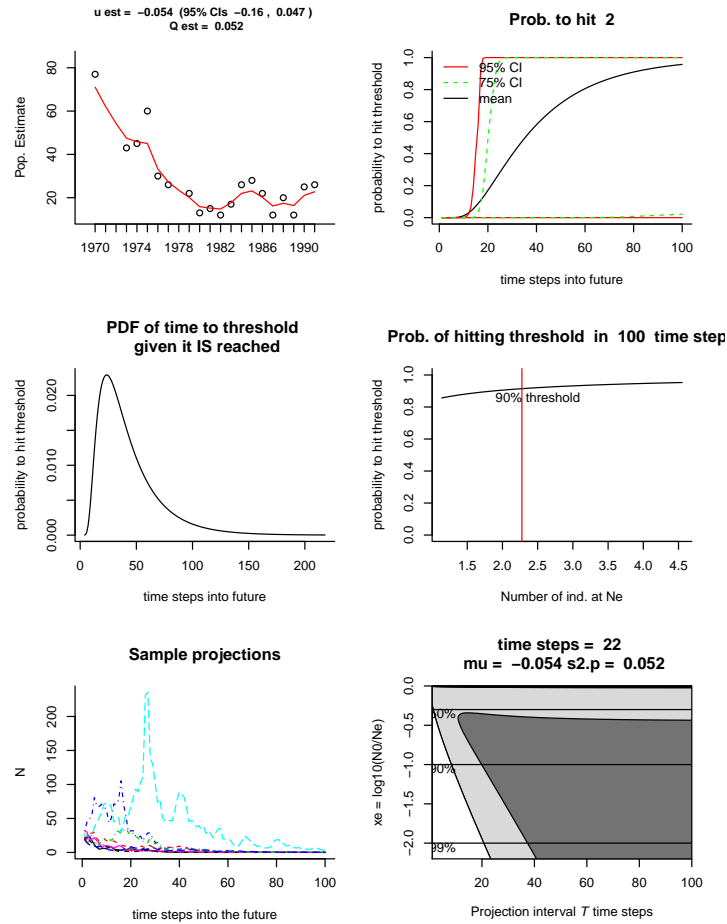 u est = −0.054 (95% CIs −0.16 , 0.047 )
Q est = 0.052
Pop. Estimate
80
60
40
20
1970 1974 1978 1982 1986 1990
Prob. to hit 2
probability to hit threshold
1.0
0.8
0.6
0.4
0.2
0.0
95% CI
75% CI
mean
0 20 40 60 80 100
time steps into future
PDF of time to threshold
given it IS reached
probability to hit threshold
0.020
0.010
0.000
0 50 100 150 200
time steps into future
Prob. of hitting threshold in 100 time step
probability to hit threshold
1.0
0.8
0.6
0.4
0.2
0.0
90% threshold
1.5 2.0 2.5 3.0 3.5 4.0 4.5
Number of ind. at Ne
Sample projections
N
200
150
100
50
0
0 20 40 60 80 100
time steps into the future
time steps = 22
mu = −0.054 s2.p = 0.052
xe = log10(N0/Ne)
0.0
−0.5
−1.0
−1.5
−2.0
90%
99%
20 40 60 80 100
Projection interval T time steps